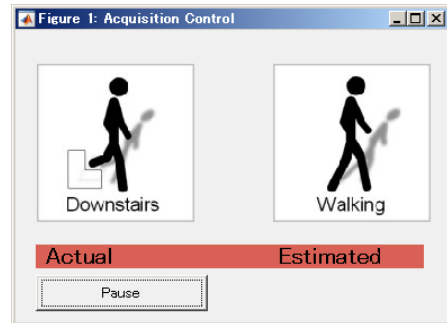 Figure 1: Acquisition Control
Downstairs Walking
Actual Estimated
Pause